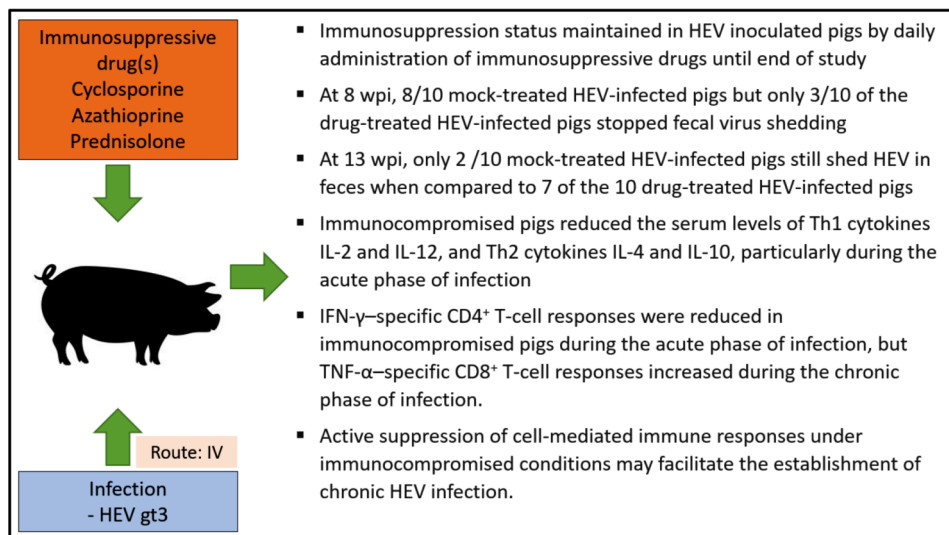 Immunosuppressive
drug(s)
Cyclosporine
Azathioprine
Prednisolone
Route: IV
Infection
- HEV gt3
▪ Immunosuppression status maintained in HEV inoculated pigs by daily
administration of immunosuppressive drugs until end of study
▪ At 8 wpi, 8/10 mock-treated HEV-infected pigs but only 3/10 of the
drug-treated HEV-infected pigs stopped fecal virus shedding
▪ At 13 wpi, only 2 /10 mock-treated HEV-infected pigs still shed HEV in
feces when compared to 7 of the 10 drug-treated HEV-infected pigs
▪ Immunocompromised pigs reduced the serum levels of Th1 cytokines
IL-2 and IL-12, and Th2 cytokines IL-4 and IL-10, particularly during the
acute phase of infection
▪ IFN-γ–specific CD4⁺ T-cell responses were reduced in
immunocompromised pigs during the acute phase of infection, but
TNF-α–specific CD8⁺ T-cell responses increased during the chronic
phase of infection.
▪ Active suppression of cell-mediated immune responses under
immunocompromised conditions may facilitate the establishment of
chronic HEV infection.